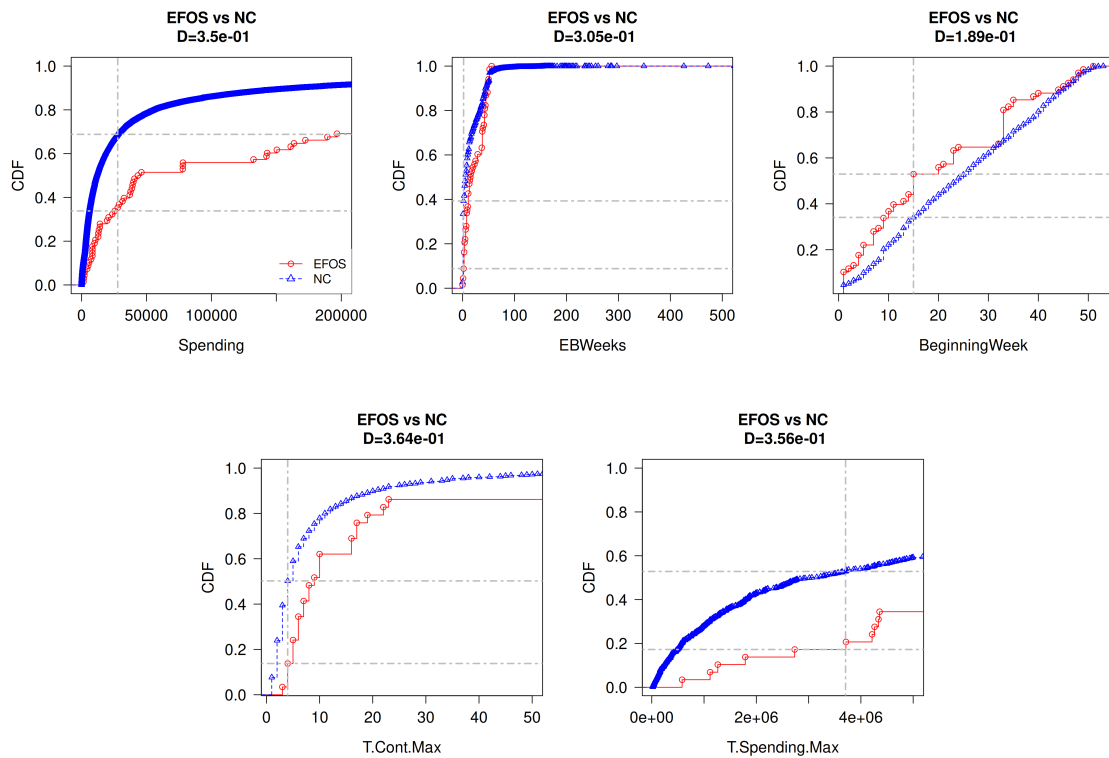 EFOS vs NC
D=3.5e-01
CDF
1.0
0.8
0.6
0.4
0.2
0.0
EFOS
NC
0
50000
100000
200000
Spending
EFOS vs NC
D=3.05e-01
CDF
1.0
0.8
0.6
0.4
0.2
0.0
0
100
200
300
400
500
EBWeeks
EFOS vs NC
D=1.89e-01
CDF
1.0
0.8
0.6
0.4
0.2
0
10
20
30
40
50
BeginningWeek
EFOS vs NC
D=3.64e-01
CDF
1.0
0.8
0.6
0.4
0.2
0.0
0
10
20
30
40
50
T.Cont.Max
EFOS vs NC
D=3.56e-01
CDF
1.0
0.8
0.6
0.4
0.2
0.0
0e+00
2e+06
4e+06
T.Spending.Max